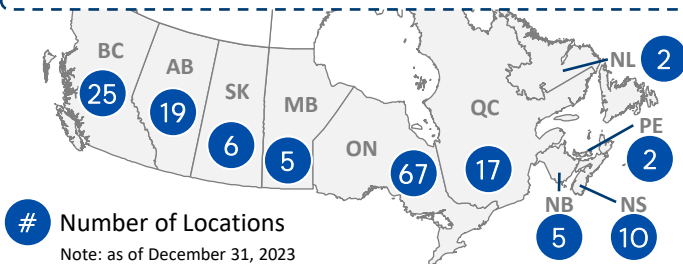 BC
25
AB
19
SK
6
MB
5
ON
67
QC
17
NL 2
PE
2
NB
5
NS
10
# Number of Locations
Note: as of December 31, 2023